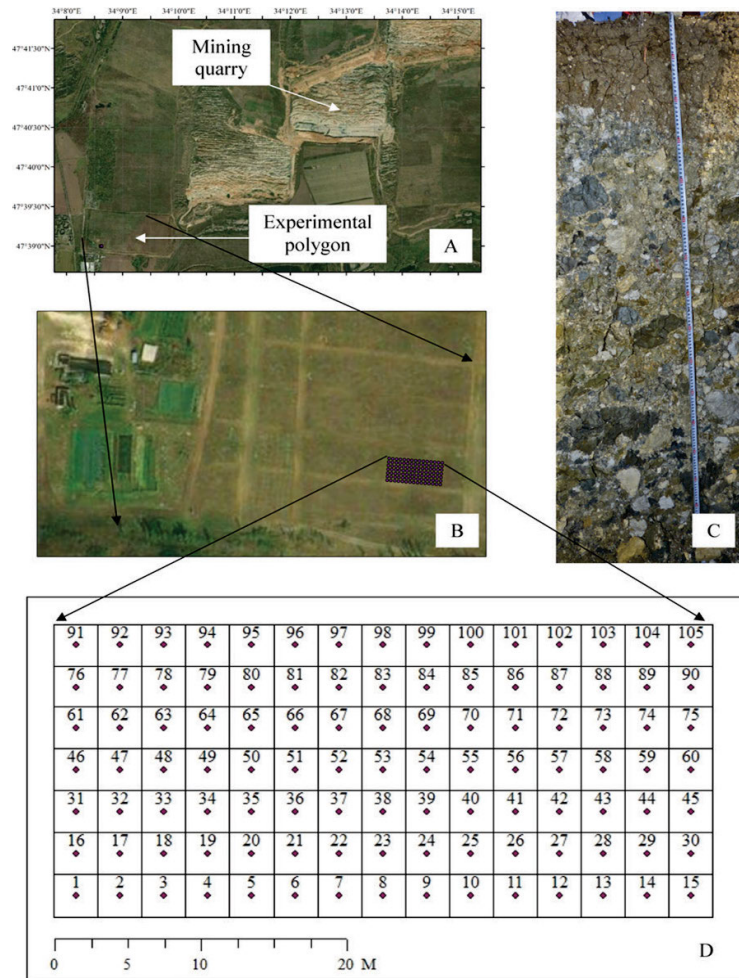 34°8'0"E 34°9'0"E 34°10'0"E 34°11'0"E 34°12'0"E 34°13'0"E 34°14'0"E 34°15'0"E
47°41'30"N
47°41'0"N
47°40'30"N
47°40'0"N
47°39'30"N
47°39'0"N
Mining
quarry
Experimental
polygon
A
B
C
91 92 93 94 95 96 97 98 99 100 101 102 103 104 105
76 77 78 79 80 81 82 83 84 85 86 87 88 89 90
61 62 63 64 65 66 67 68 69 70 71 72 73 74 75
46 47 48 49 50 51 52 53 54 55 56 57 58 59 60
31 32 33 34 35 36 37 38 39 40 41 42 43 44 45
16 17 18 19 20 21 22 23 24 25 26 27 28 29 30
1 2 3 4 5 6 7 8 9 10 11 12 13 14 15
0 5 10 20 M
D